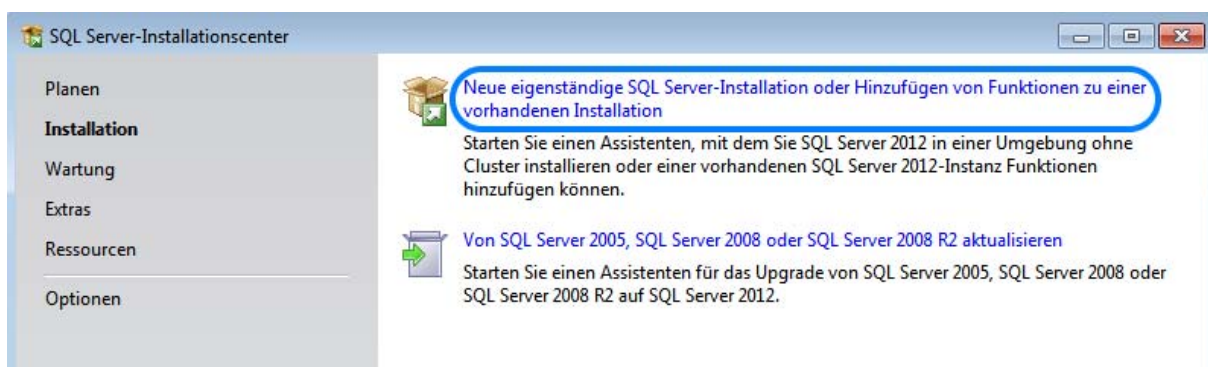 SQL Server-Installationscenter
Planen
Installation
Wartung
Extras
Ressourcen
Optionen
Neue eigenständige SQL Server-Installation oder Hinzufügen von Funktionen zu einer
vorhandenen Installation
Starten Sie einen Assistenten, mit dem Sie SQL Server 2012 in einer Umgebung ohne
Cluster installieren oder einer vorhandenen SQL Server 2012-Instanz Funktionen
hinzufügen können.
Von SQL Server 2005, SQL Server 2008 oder SQL Server 2008 R2 aktualisieren
Starten Sie einen Assistenten für das Upgrade von SQL Server 2005, SQL Server 2008 oder
SQL Server 2008 R2 auf SQL Server 2012.